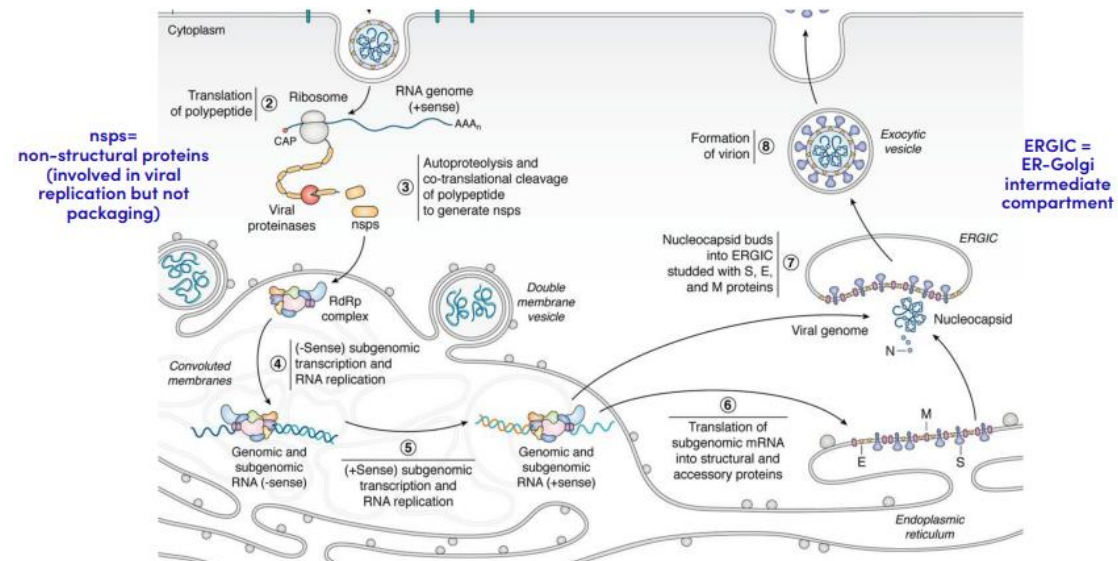 Cytoplasm
Translation
of polypeptide
②
Ribosome
RNA genome
(+sense)
CAP
AAAn
③
Autoproteolysis and
co-translational cleavage
of polypeptide
to generate nsps
Viral
proteinases
nsps
nsps=
non-structural proteins
(involved in viral
replication but not
packaging)
Formation
of virion
⑧
Exocytic
vesicle
ERGIC =
ER-Golgi
intermediate
compartment
Nucleocapsid buds
into ERGIC
studded with S, E,
and M proteins
⑦
ERGIC
Viral genome
Nucleocapsid
N
RdRp
complex
Double
membrane
vesicle
Convoluted
membranes
④
(-Sense) subgenomic
transcription and
RNA replication
Genomic and
subgenomic
RNA (-sense)
⑤
(+Sense) subgenomic
transcription and
RNA replication
Genomic and
subgenomic
RNA (+sense)
⑥
Translation of
subgenomic mRNA
into structural and
accessory proteins
M
E
S
Endoplasmic
reticulum